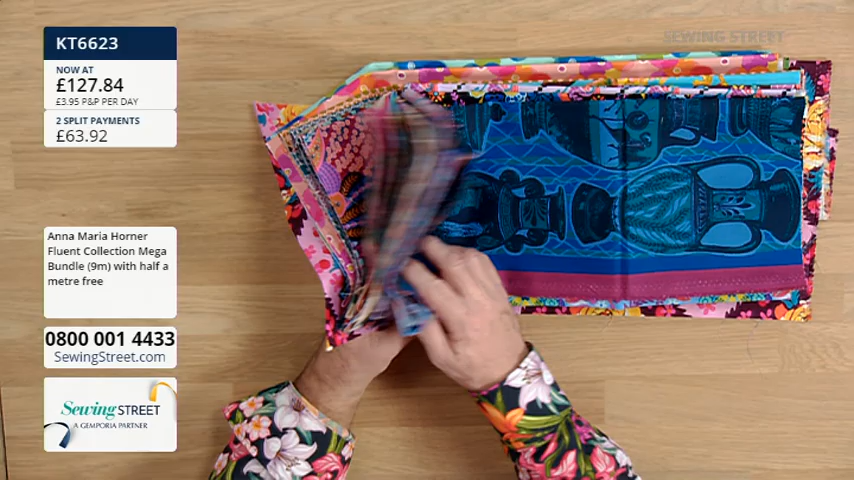 SEWING STREET
KT6623
NOW AT
£127.84
£3.95 P&P PER DAY
2 SPLIT PAYMENTS
£63.92
Anna Maria Horner
Fluent Collection Mega
Bundle (9m) with half a
metre free
0800 001 4433
SewingStreet.com
Sewing STREET
A GEMPORIA PARTNER